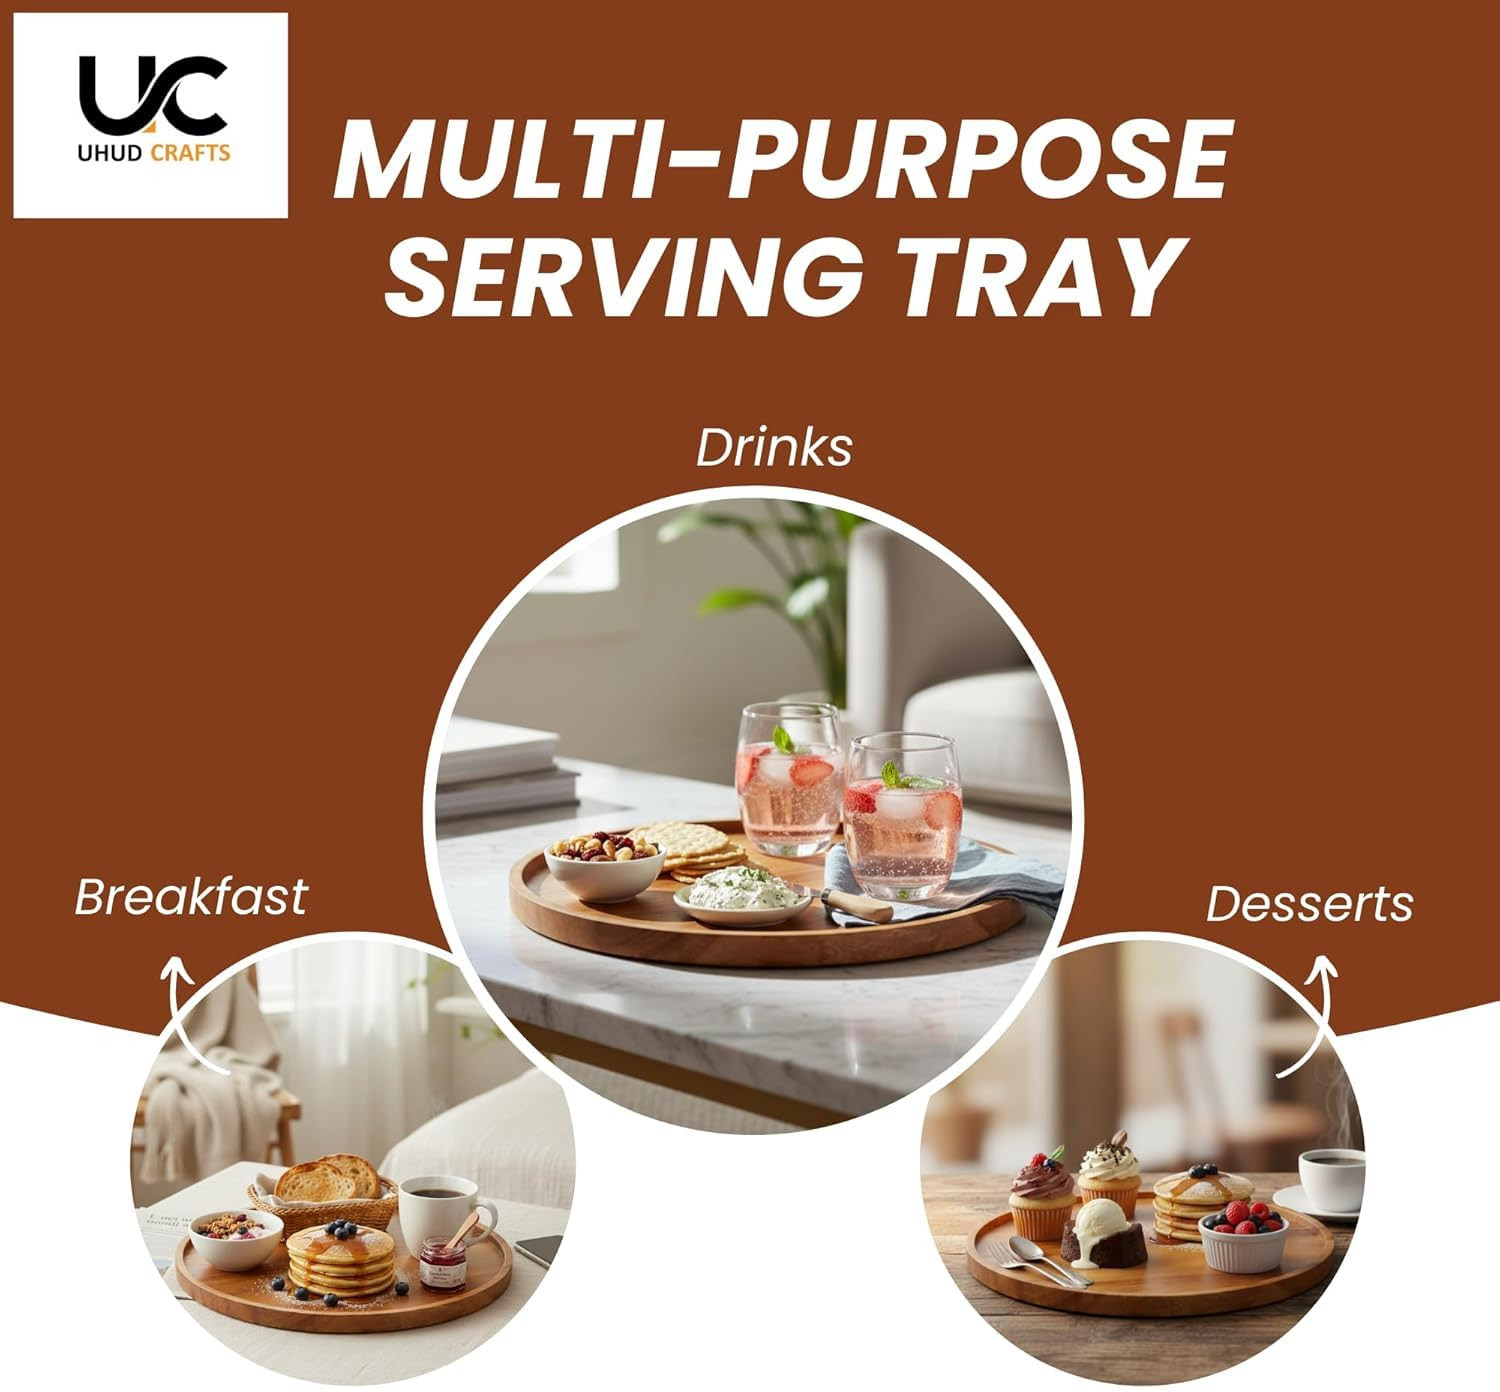 UC
UHUD CRAFTS
MULTI-PURPOSE
SERVING TRAY
Drinks
Breakfast
Desserts